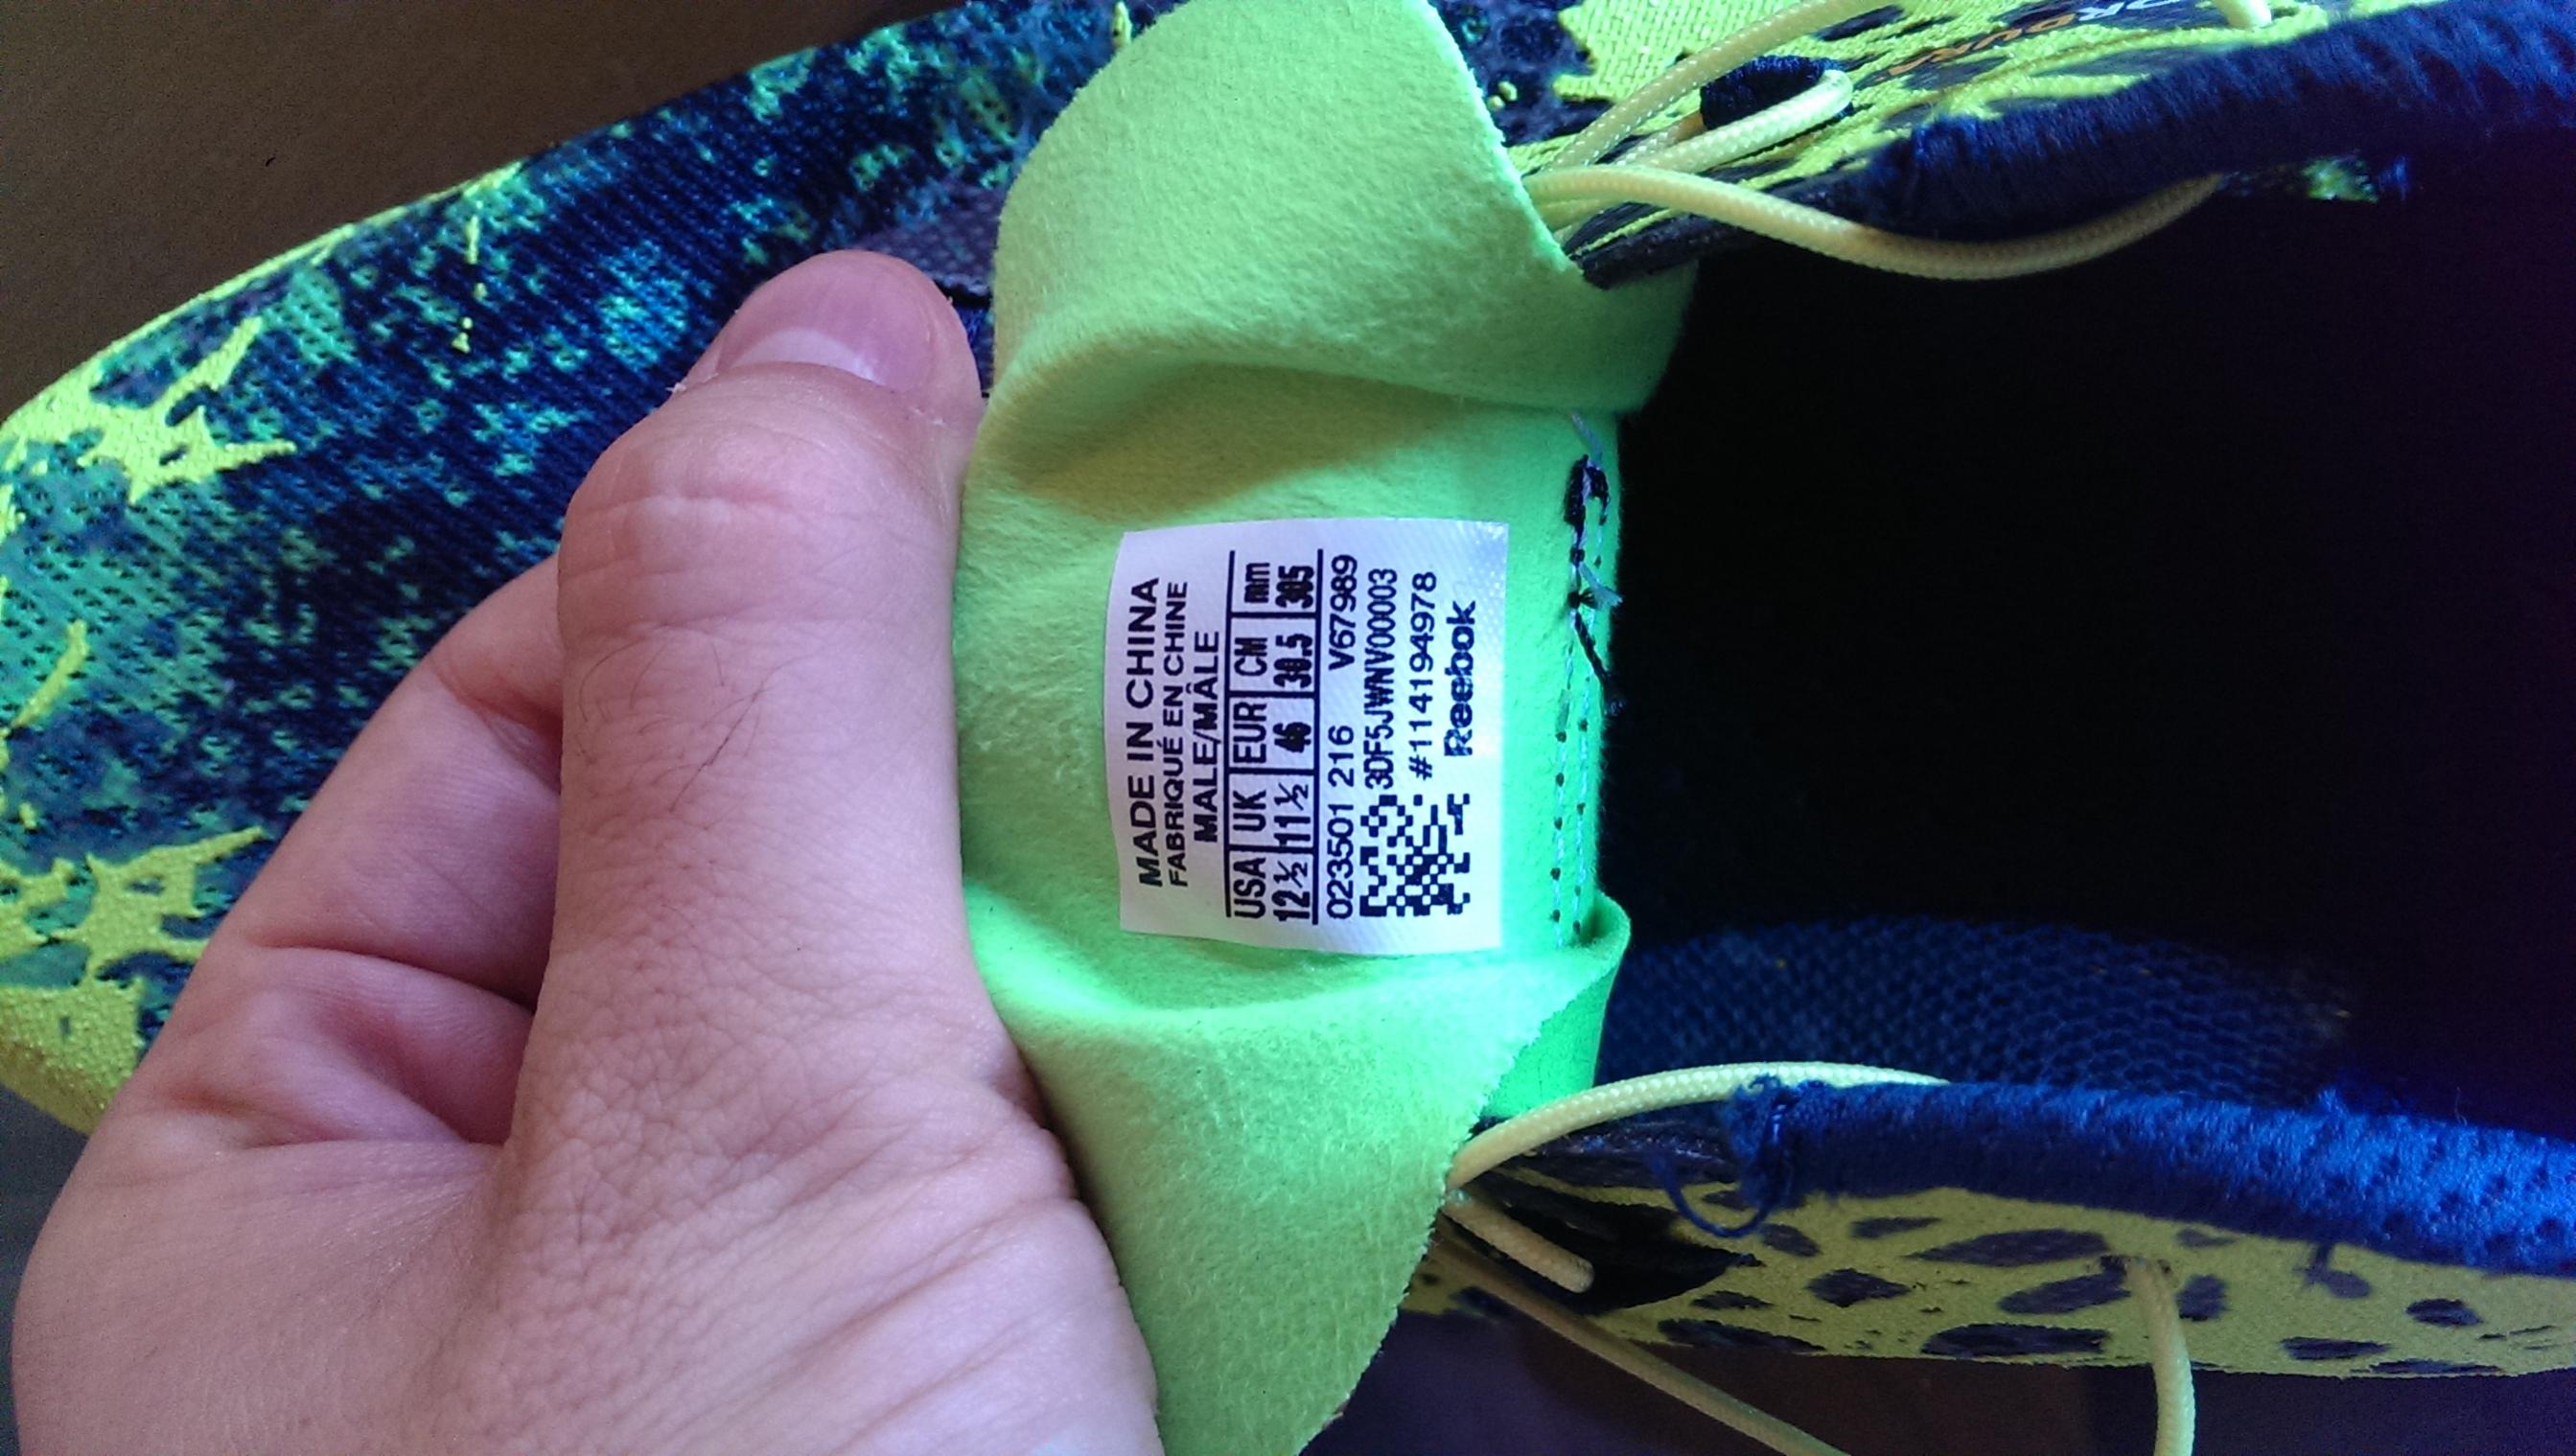 MADE IN CHINA
FABRIQUÉ EN CHINE
MALE/MÂLE
USA UK EUR CM mm
12½ 11½ 46 30.5 305
023501 216 V67989
3DF5JWNV00003
#114194978
Reebok